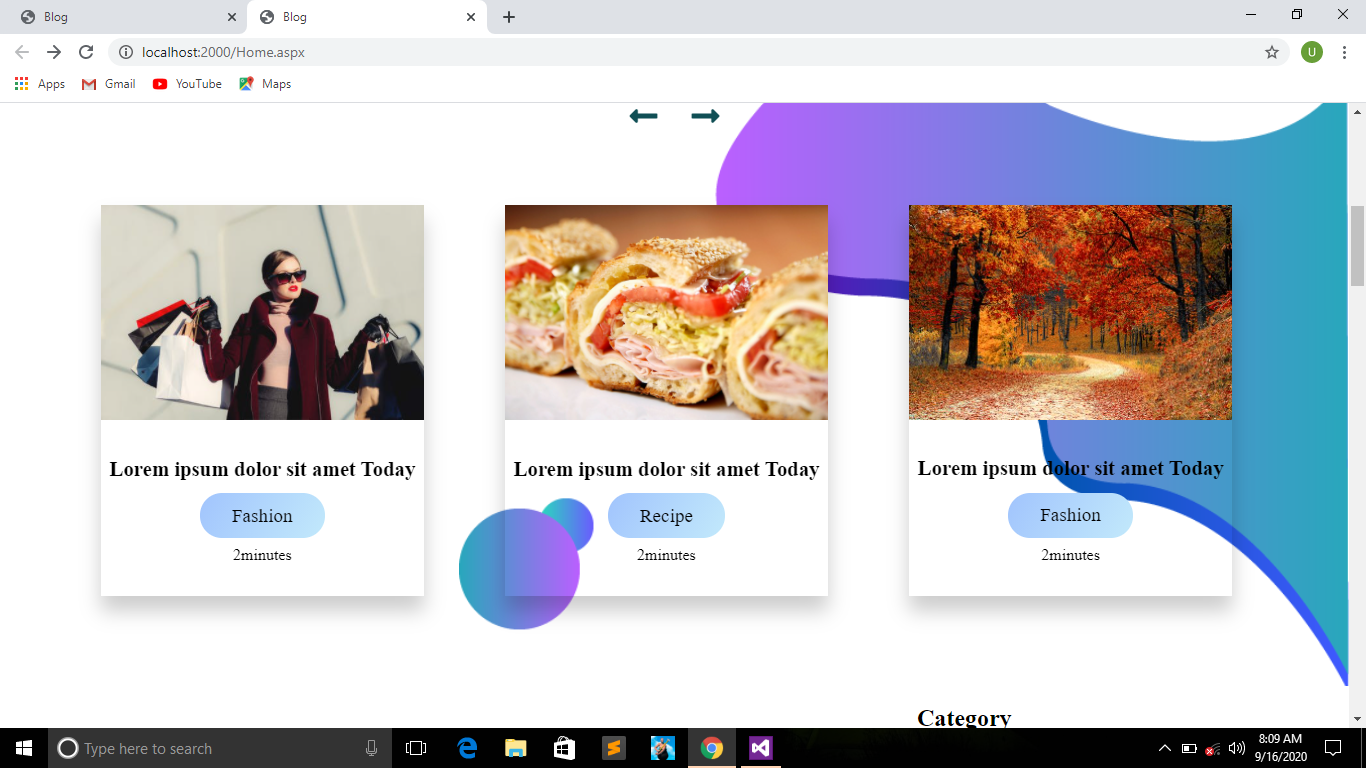 Blog
Blog
localhost:2000/Home.aspx
U
Apps
Gmail
YouTube
Maps
Lorem ipsum dolor sit amet Today
Fashion
2minutes
Lorem ipsum dolor sit amet Today
Recipe
2minutes
Lorem ipsum dolor sit amet Today
Fashion
2minutes
Category
Type here to search
8:09 AM
9/16/2020